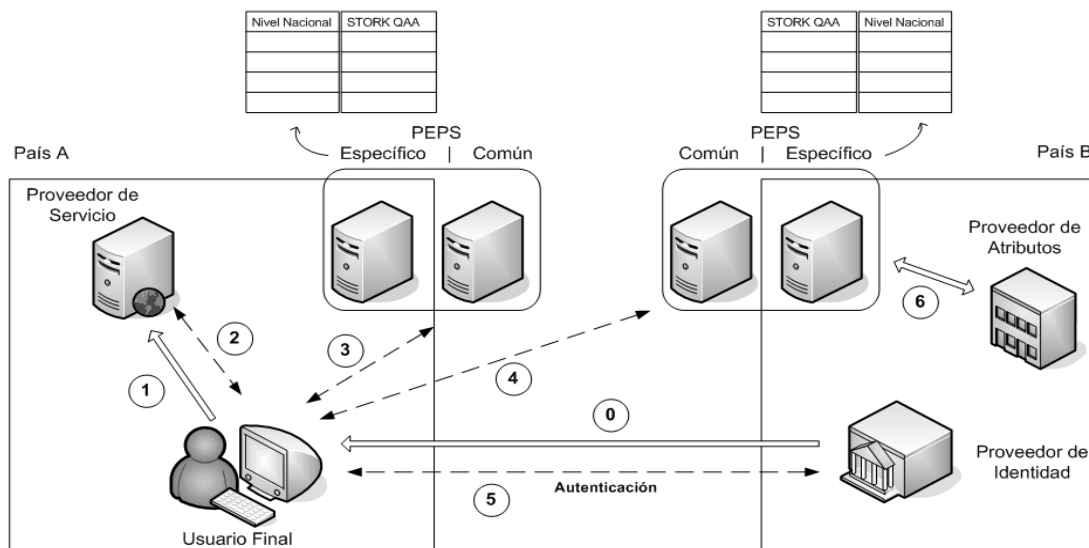 Nivel Nacional STORK QAA
STORK QAA Nivel Nacional
PEPS
Específico | Común
PEPS
Común | Específico
País A
País B
Proveedor de
Servicio
Proveedor de
Atributos
6
2
3
4
1
0
5
Autenticación
Proveedor de
Identidad
Usuario Final